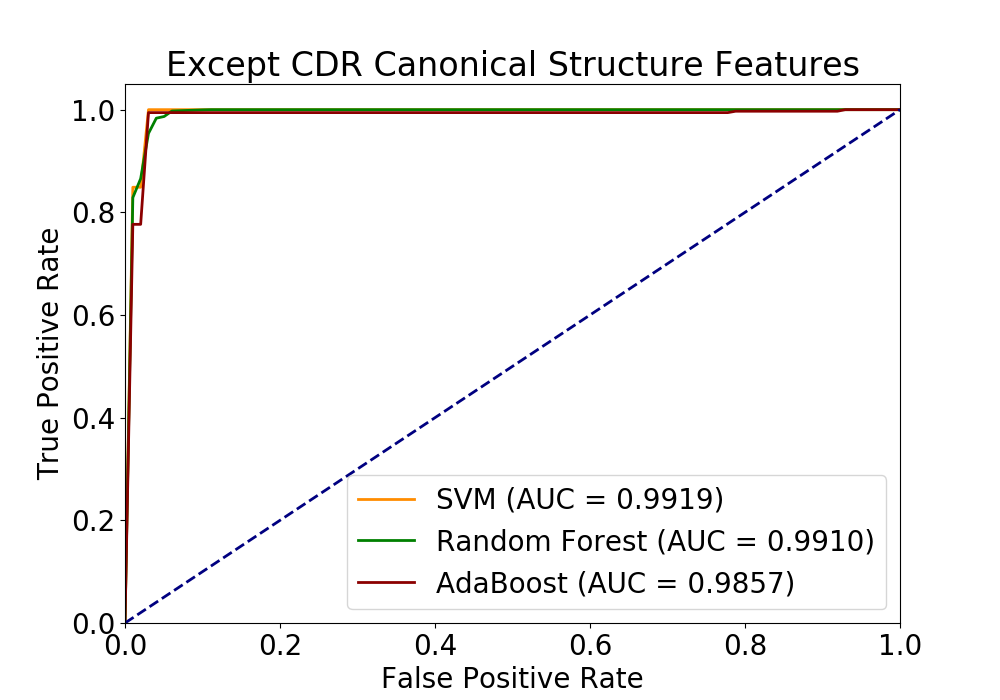 Except CDR Canonical Structure Features
1.0
0.8
0.6
0.4
0.2
0.0
True Positive Rate
SVM (AUC = 0.9919)
Random Forest (AUC = 0.9910)
AdaBoost (AUC = 0.9857)
0.0 0.2 0.4 0.6 0.8 1.0
False Positive Rate